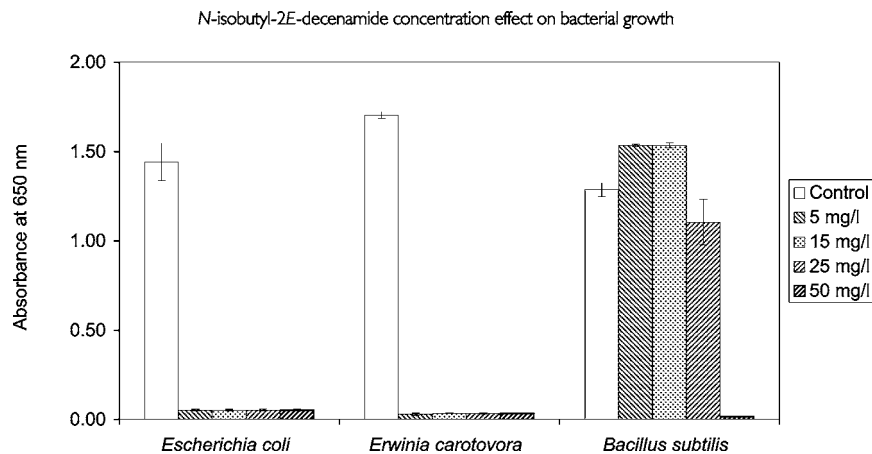 N-isobutyl-2E-decenamide concentration effect on bacterial growth
2.00
1.50
1.00
0.50
0.00
Absorbance at 650 nm
Escherichia coli
Erwinia carotovora
Bacillus subtilis
Control
5 mg/l
15 mg/l
25 mg/l
50 mg/l